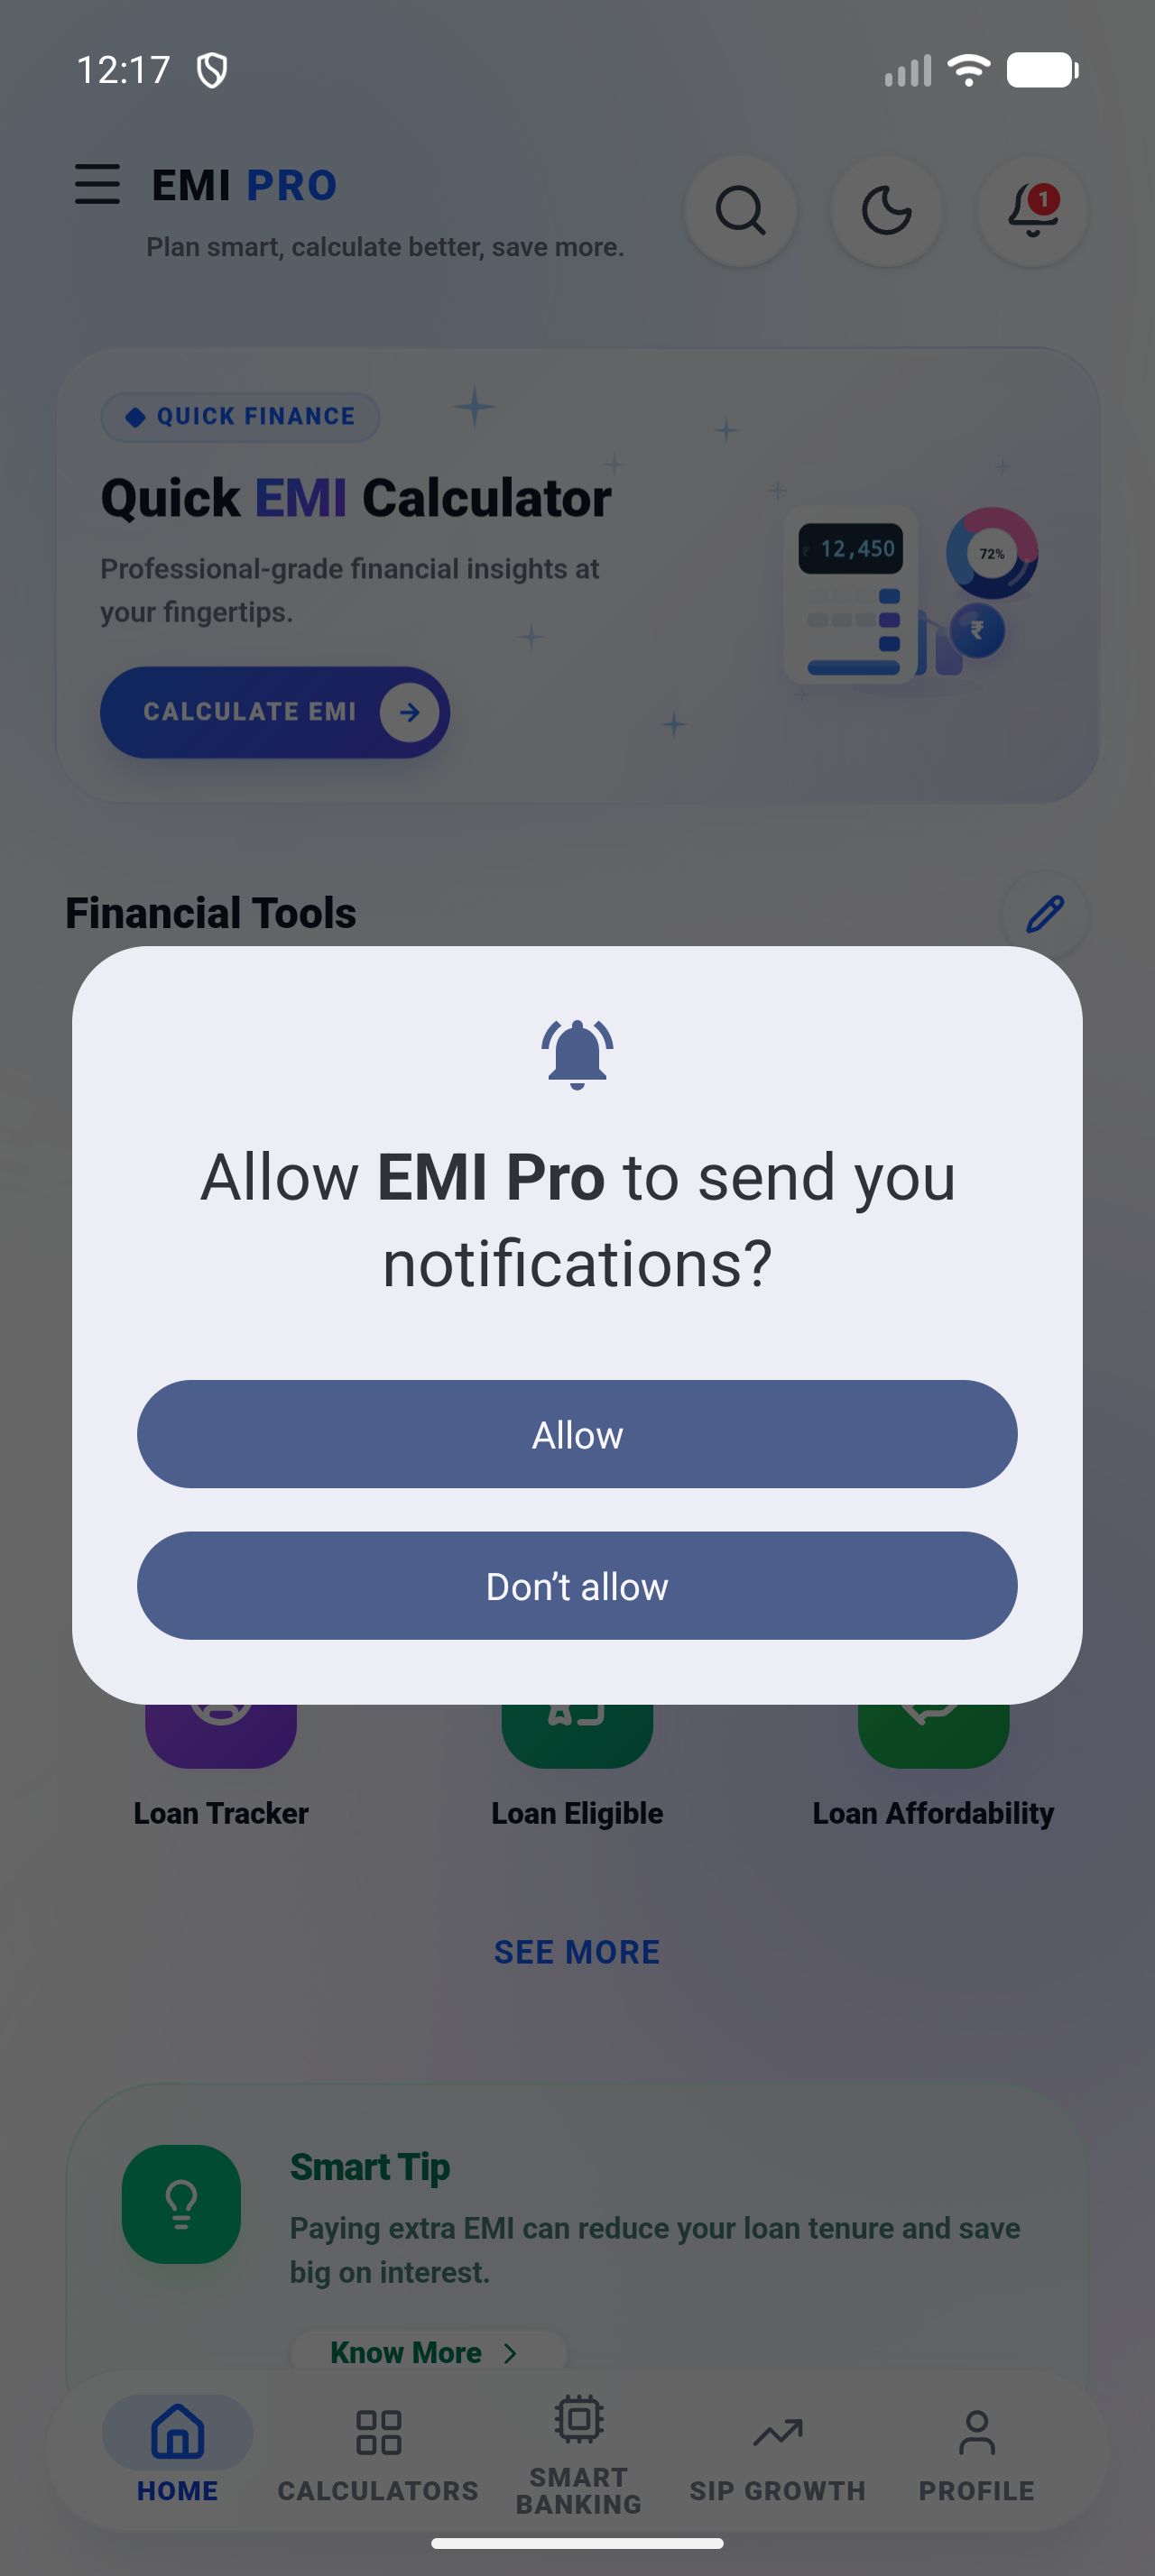 12:17
EMI PRO
Plan smart, calculate better, save more.
1
QUICK FINANCE
Quick EMI Calculator
Professional-grade financial insights at
your fingertips.
CALCULATE EMI
₹ 12,450
72%
₹
Financial Tools
Allow EMI Pro to send you
notifications?
Allow
Don’t allow
Loan Tracker
Loan Eligible
Loan Affordability
SEE MORE
Smart Tip
Paying extra EMI can reduce your loan tenure and save
big on interest.
Know More
HOME
CALCULATORS
SMART
BANKING
SIP GROWTH
PROFILE